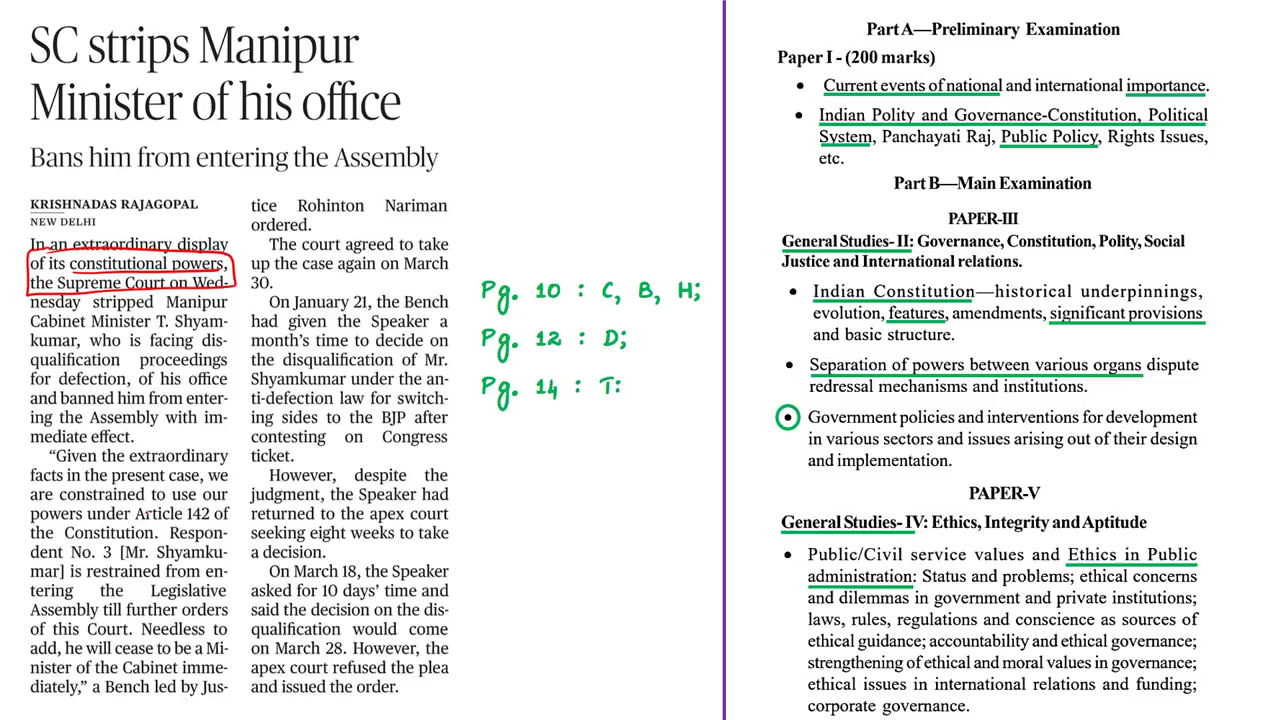 SC strips Manipur
Minister of his office
Bans him from entering the Assembly
KRISHNADAS RAJAGOPAL
NEW DELHI
In an extraordinary display
of its constitutional powers,
the Supreme Court on Wed-
nesday stripped Manipur
Cabinet Minister T. Shyam-
kumar, who is facing dis-
qualification proceedings
for defection, of his office
and banned him from enter-
ing the Assembly with im-
mediate effect.
“Given the extraordinary
facts in the present case, we
are constrained to use our
powers under Article 142 of
the Constitution. Respon-
dent No. 3 [Mr. Shyamku-
mar] is restrained from en-
tering the Legislative
Assembly till further orders
of this Court. Needless to
add, he will cease to be a Mi-
nister of the Cabinet imme-
diately,” a Bench led by Jus-
tice Rohinton Nariman
ordered.
The court agreed to take
up the case again on March
30.
On January 21, the Bench
had given the Speaker a
month’s time to decide on
the disqualification of Mr.
Shyamkumar under the an-
ti-defection law for switch-
ing sides to the BJP after
contesting on Congress
ticket.
However, despite the
judgment, the Speaker had
returned to the apex court
seeking eight weeks to take
a decision.
On March 18, the Speaker
asked for 10 days’ time and
said the decision on the dis-
qualification would come
on March 28. However, the
apex court refused the plea
and issued the order.
Pg. 10 : C, B, H;
Pg. 12 : D;
Pg. 14 : T:
Part A—Preliminary Examination
Paper I - (200 marks)
• Current events of national and international importance.
• Indian Polity and Governance-Constitution, Political
System, Panchayati Raj, Public Policy, Rights Issues,
etc.
Part B—Main Examination
PAPER-III
General Studies- II: Governance, Constitution, Polity, Social
Justice and International relations.
• Indian Constitution—historical underpinnings,
evolution, features, amendments, significant provisions
and basic structure.
• Separation of powers between various organs dispute
redressal mechanisms and institutions.
• Government policies and interventions for development
in various sectors and issues arising out of their design
and implementation.
PAPER-V
General Studies- IV: Ethics, Integrity and Aptitude
• Public/Civil service values and Ethics in Public
administration: Status and problems; ethical concerns
and dilemmas in government and private institutions;
laws, rules, regulations and conscience as sources of
ethical guidance; accountability and ethical governance;
strengthening of ethical and moral values in governance;
ethical issues in international relations and funding;
corporate governance.